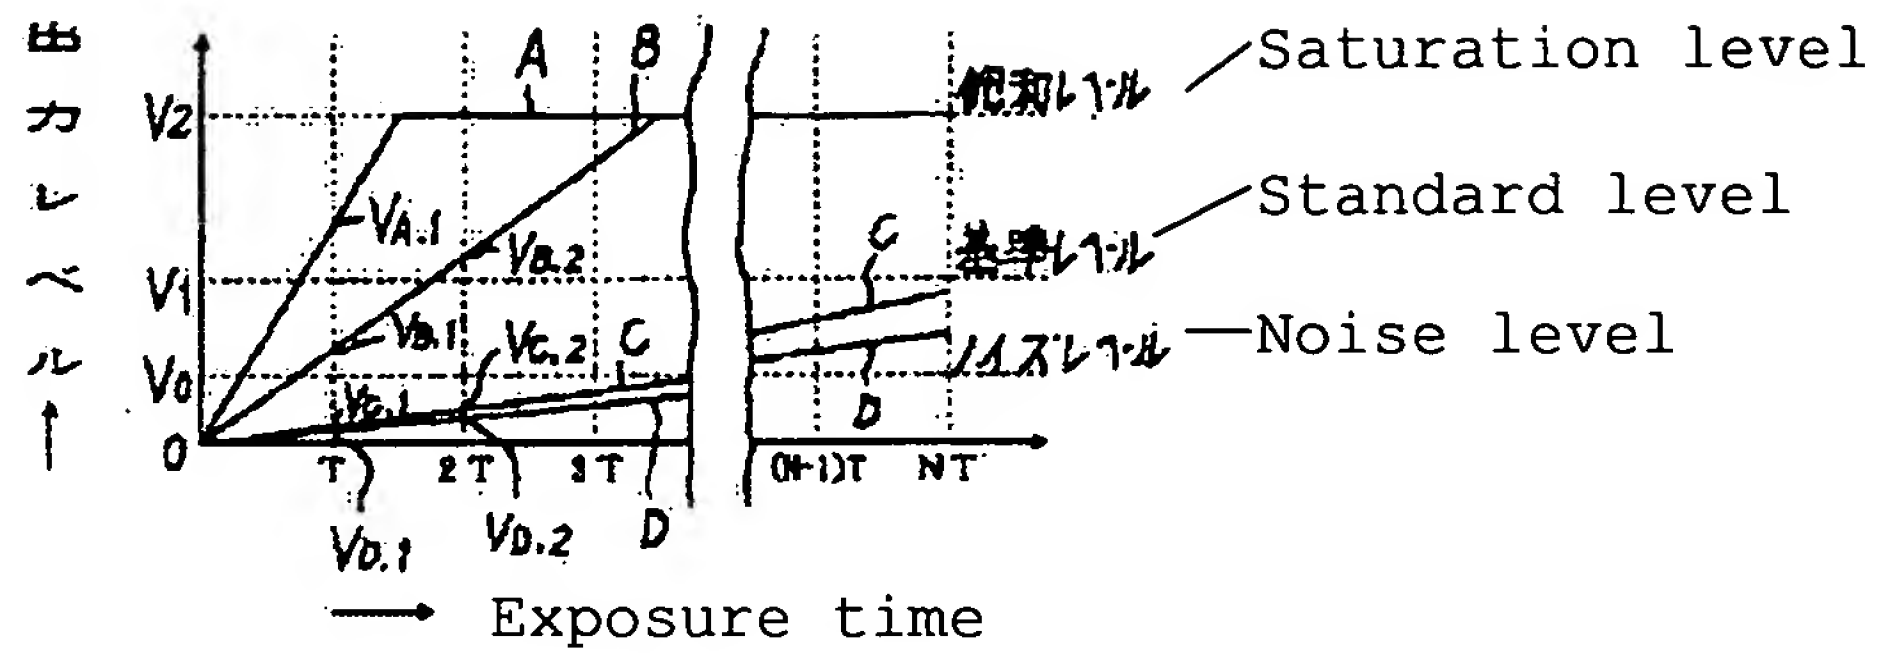 出力レベル
A
B
V2
飽和レベル
Saturation level
VA.1
VB.2
C
基準レベル
Standard level
V1
VB.1
VC.2
C
ノイズレベル
Noise level
V0
VC.1
D
0
T
2T
3T
(N-1)T
NT
VD.1
VD.2
D
Exposure time